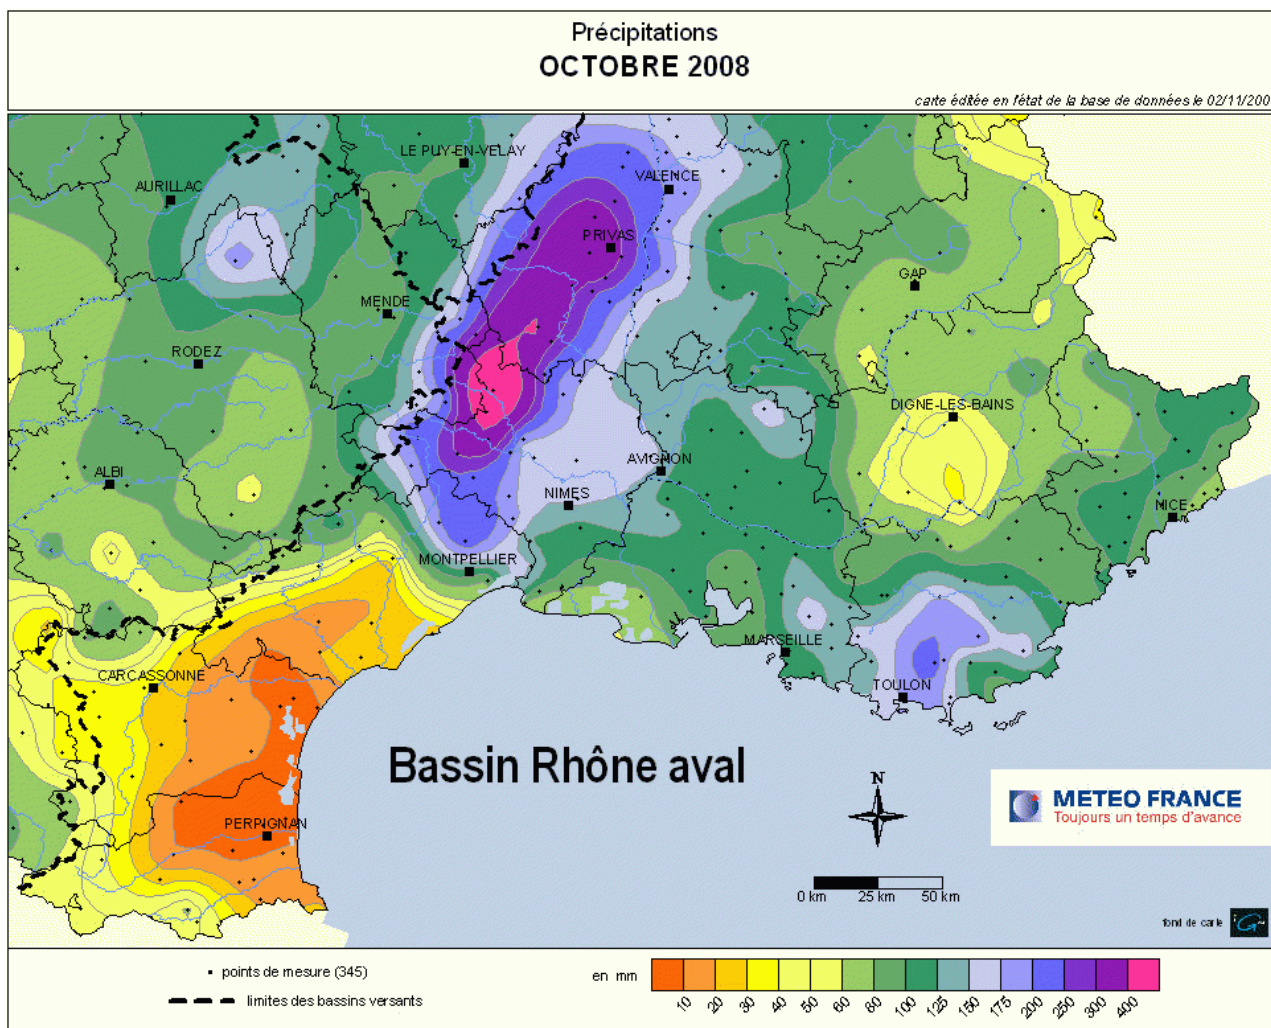 Précipitations
OCTOBRE 2008
carte éditée en l'état de la base de données le 02/11/200
LE PUY-EN-VELAY
AURILLAC
VALENCE
PRIVAS
GAP
MENDE
RODEZ
DIGNE-LES-BAINS
AVIGNON
ALBI
NIMES
NICE
MONTPELLIER
MARSEILLE
CARCASSONNE
TOULON
Bassin Rhône aval
N
METEO FRANCE
Toujours un temps d'avance
PERPIGNAN
0 km 25 km 50 km
fond de carte
points de mesure (345)
en mm
limites des bassins versants
10 20 30 40 50 60 80 100 125 150 175 200 250 300 400